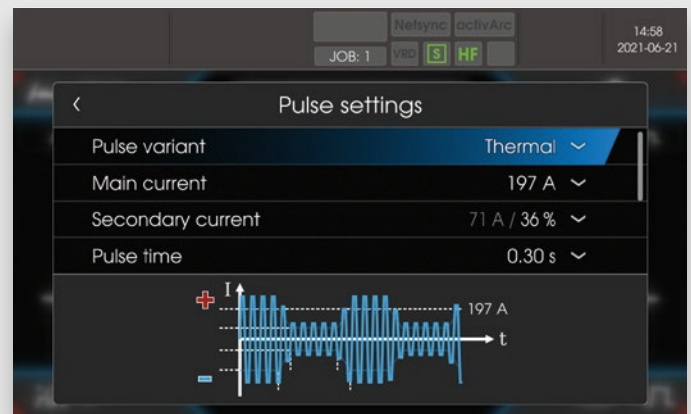 Netsync activArc
14:58
JOB: 1 VRD S HF
2021-06-21
Pulse settings
Pulse variant Thermal
Main current 197 A
Secondary current 71 A / 36 %
Pulse time 0.30 s
I
197 A
t